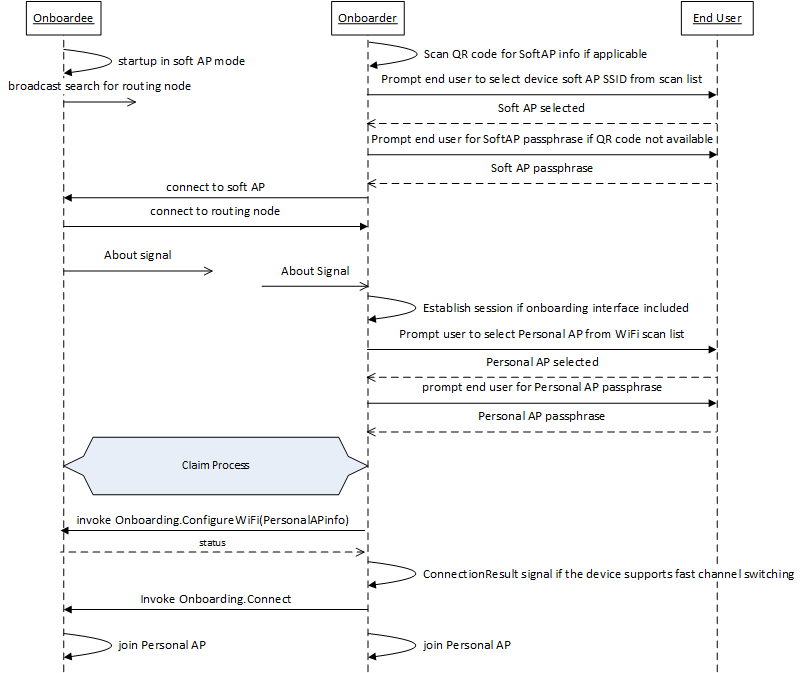 Onboardee
Onboarder
End User
Scan QR code for SoftAP info if applicable
startup in soft AP mode
Prompt end user to select device soft AP SSID from scan list
broadcast search for routing node
Soft AP selected
Prompt end user for SoftAP passphrase if QR code not available
Soft AP passphrase
connect to soft AP
connect to routing node
About signal
About Signal
Establish session if onboarding interface included
Prompt user to select Personal AP from WiFi scan list
Personal AP selected
prompt end user for Personal AP passphrase
Personal AP passphrase
Claim Process
invoke Onboarding.ConfigureWiFi(PersonalAPinfo)
status
ConnectionResult signal if the device supports fast channel switching
Invoke Onboarding.Connect
join Personal AP
join Personal AP